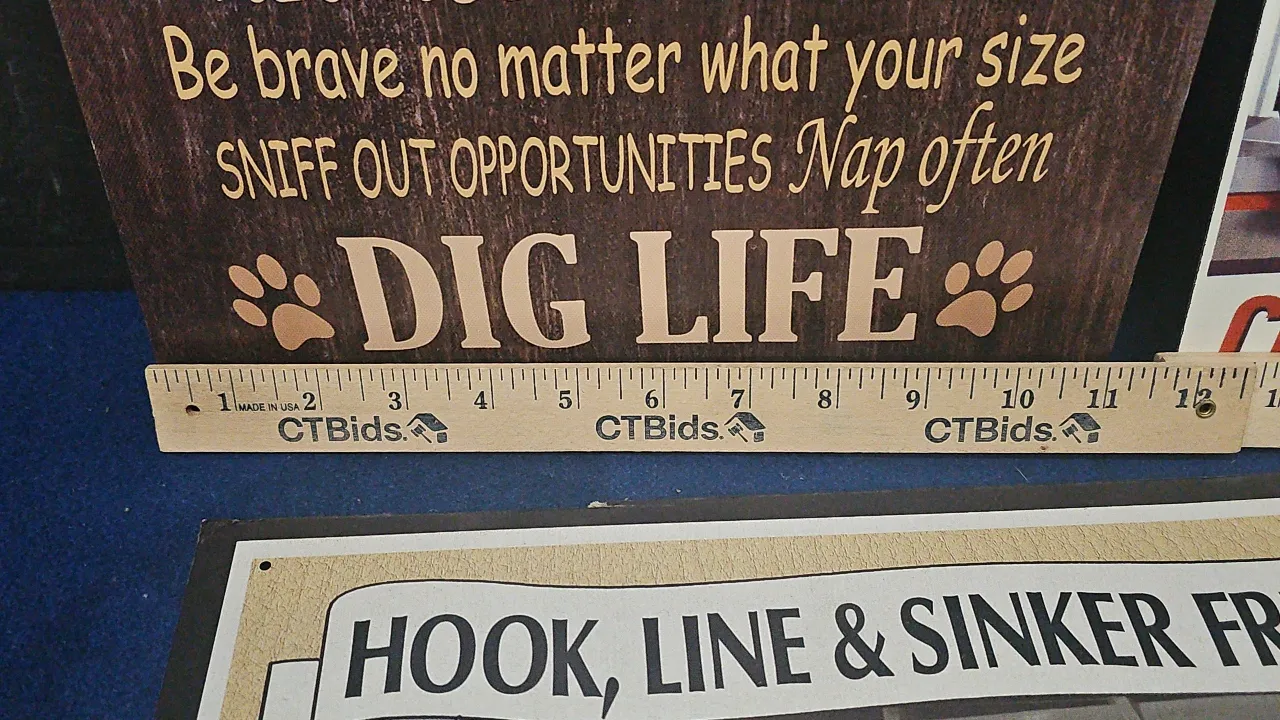 Be brave no matter what your size
SNIFF OUT OPPORTUNITIES Nap often
DIG LIFE
1 MADE IN USA 2 3 4 5 6 7 8 9 10 11 12
CTBids. CTBids. CTBids.
HOOK, LINE & SINKER FR